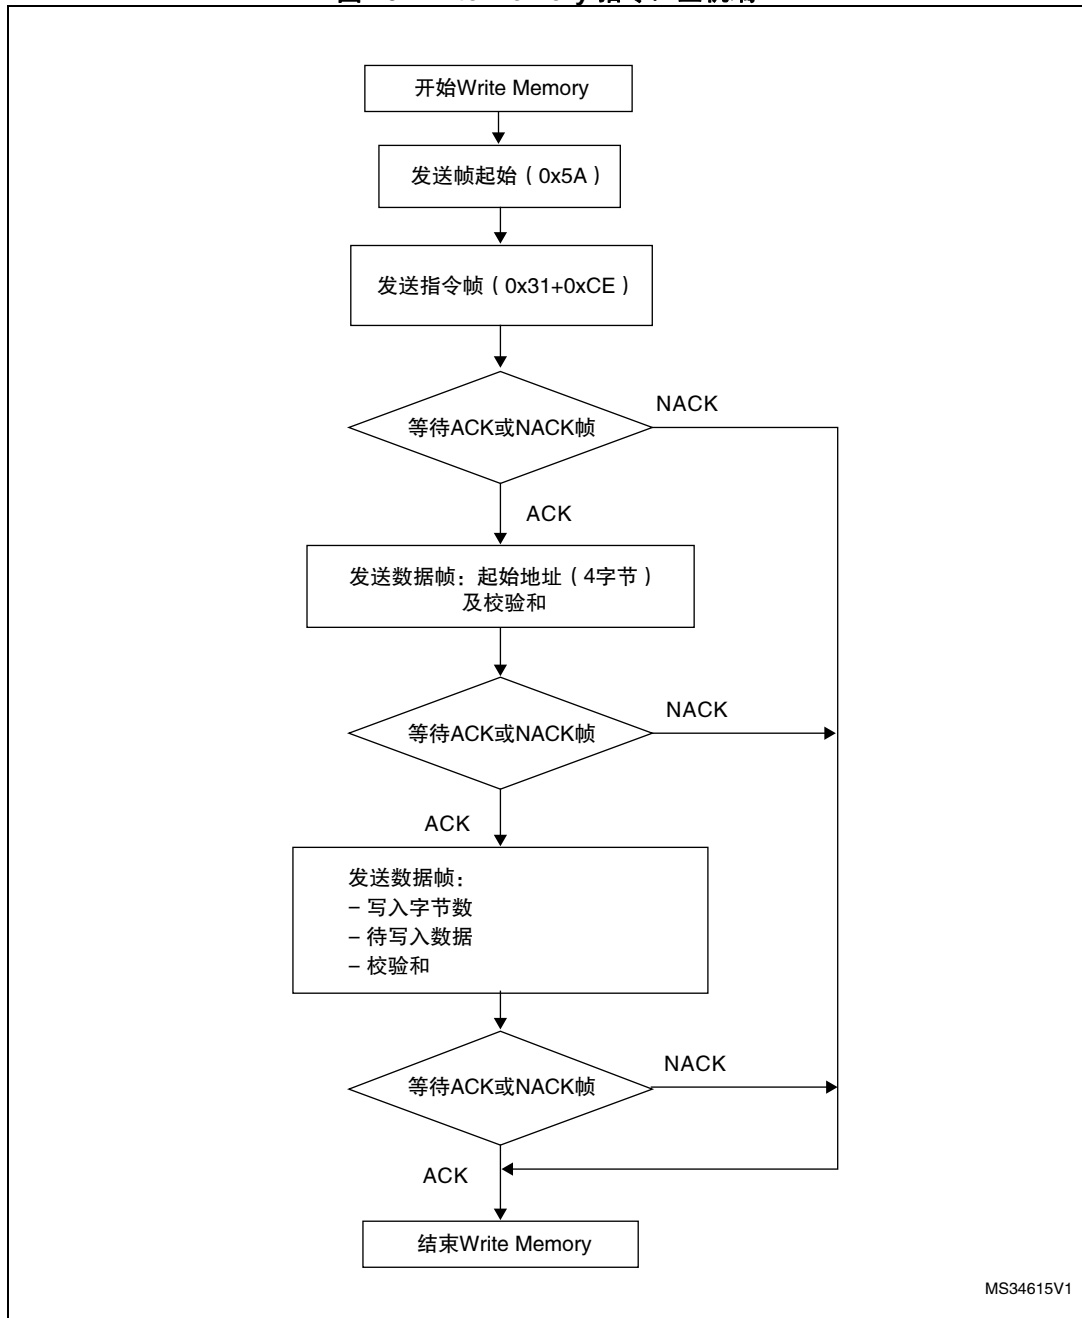 开始Write Memory
发送帧起始（0x5A）
发送指令帧（0x31+0xCE）
等待ACK或NACK帧
NACK
ACK
发送数据帧：起始地址（4字节）
及校验和
等待ACK或NACK帧
NACK
ACK
发送数据帧：
– 写入字节数
– 待写入数据
– 校验和
等待ACK或NACK帧
NACK
ACK
结束Write Memory
MS34615V1